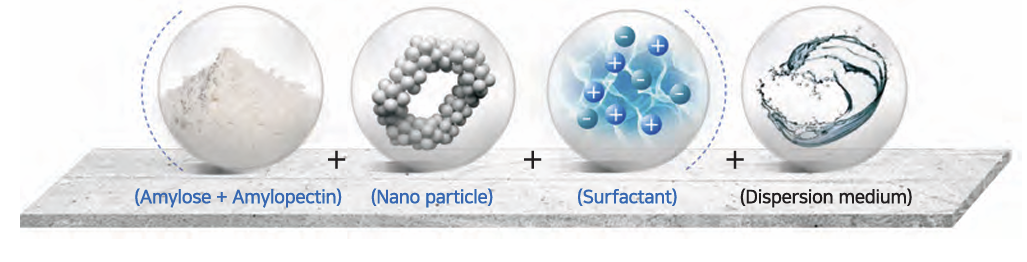 + + +
(Amylose + Amylopectin) (Nano particle) (Surfactant) (Dispersion medium)